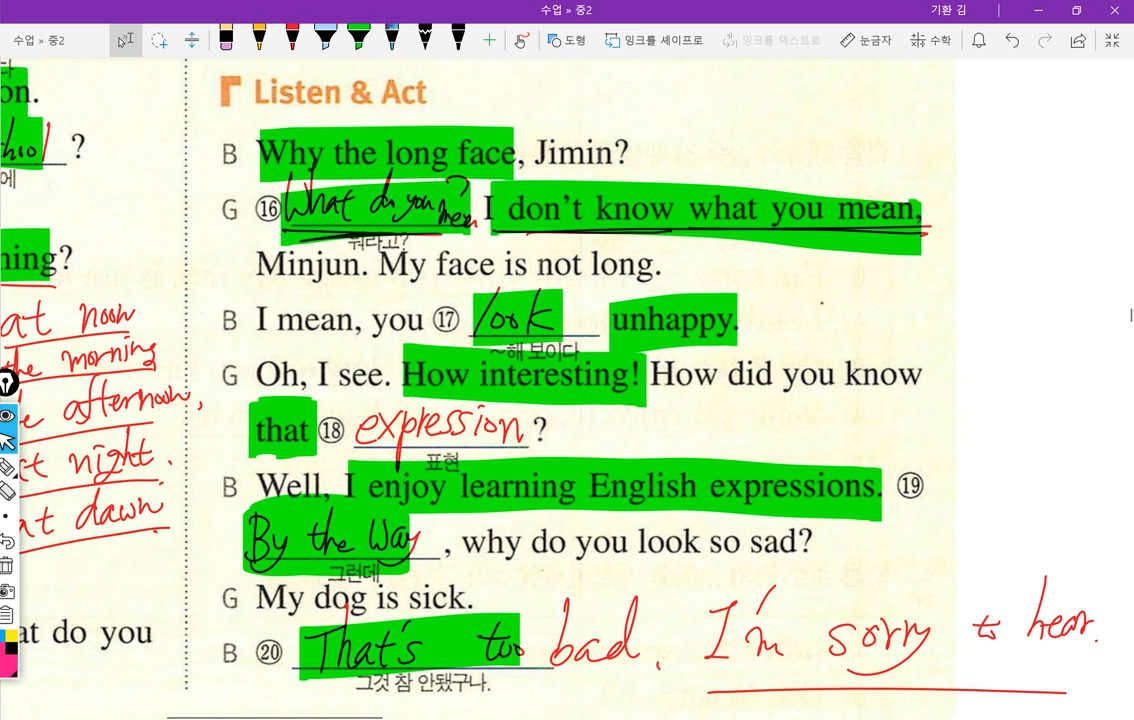 수업 » 중2
기환 김
수업 » 중2
도형
잉크를 셰이프로
잉크를 텍스트로
눈금자
수학
다
on.
?
에
ning?
at noon
the morning
afternoon,
at night.
at dawn.
at do you
Listen & Act
B Why the long face, Jimin?
G ⑯ What do you mean? I don't know what you mean,
뭐라고?
Minjun. My face is not long.
B I mean, you ⑰ look unhappy.
~해 보이다
G Oh, I see. How interesting! How did you know
that ⑱ expression ?
표현
B Well, I enjoy learning English expressions. ⑲
By the way, why do you look so sad?
그런데
G My dog is sick.
B ⑳ That's too bad. I'm sorry to hear.
그것 참 안됐구나.